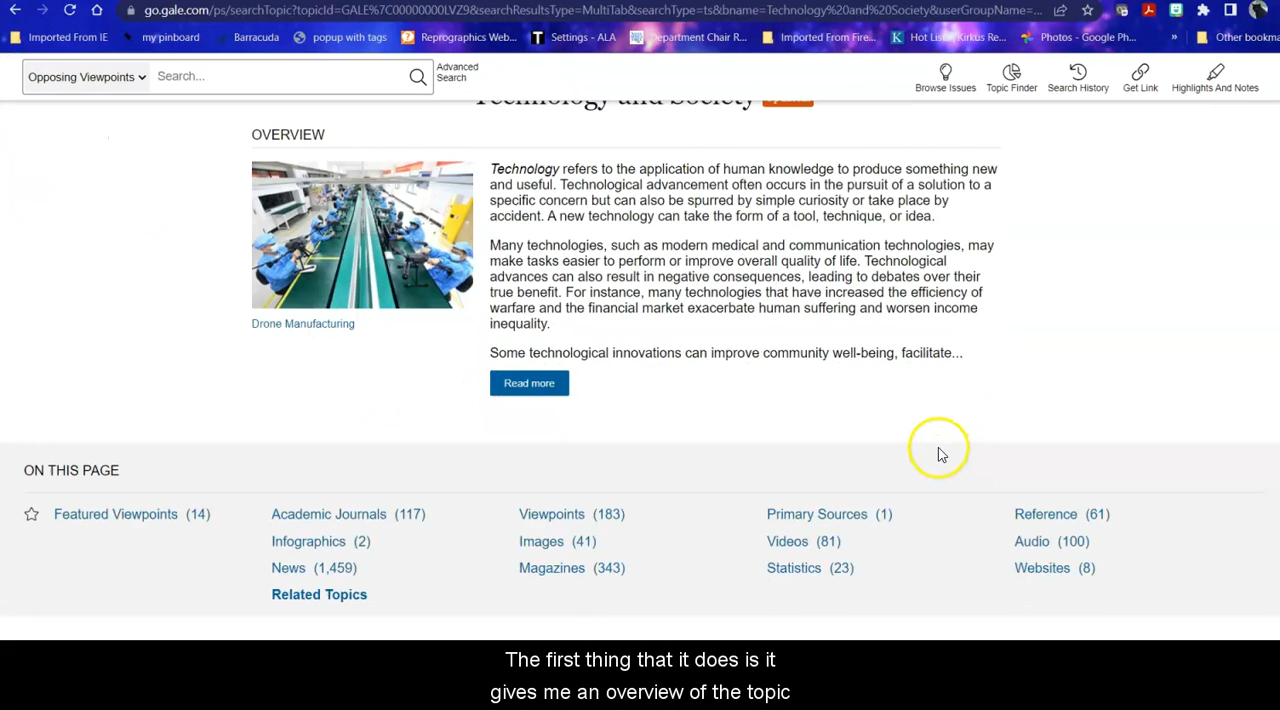 go.gale.com/ps/searchTopic?topicId=GALE%7C00000000LVZ9&searchResultsType=MultiTab&searchType=ts&bname=Technology%20and%20Society&userGroupName=...
Imported From IE my pinboard Barracuda popup with tags Reprographics Web... Settings - ALA Department Chair R... Imported From Fire... Hot List | Kirkus Re... Photos - Google Ph... » Other bookma
Opposing Viewpoints Search... Advanced Search
Browse Issues Topic Finder Search History Get Link Highlights And Notes
Technology and Society
OVERVIEW
Technology refers to the application of human knowledge to produce something new
and useful. Technological advancement often occurs in the pursuit of a solution to a
specific concern but can also be spurred by simple curiosity or take place by
accident. A new technology can take the form of a tool, technique, or idea.
Many technologies, such as modern medical and communication technologies, may
make tasks easier to perform or improve overall quality of life. Technological
advances can also result in negative consequences, leading to debates over their
true benefit. For instance, many technologies that have increased the efficiency of
warfare and the financial market exacerbate human suffering and worsen income
inequality.
Drone Manufacturing
Some technological innovations can improve community well-being, facilitate...
Read more
ON THIS PAGE
Featured Viewpoints (14) Academic Journals (117) Viewpoints (183) Primary Sources (1) Reference (61)
Infographics (2) Images (41) Videos (81) Audio (100)
News (1,459) Magazines (343) Statistics (23) Websites (8)
Related Topics
The first thing that it does is it
gives me an overview of the topic